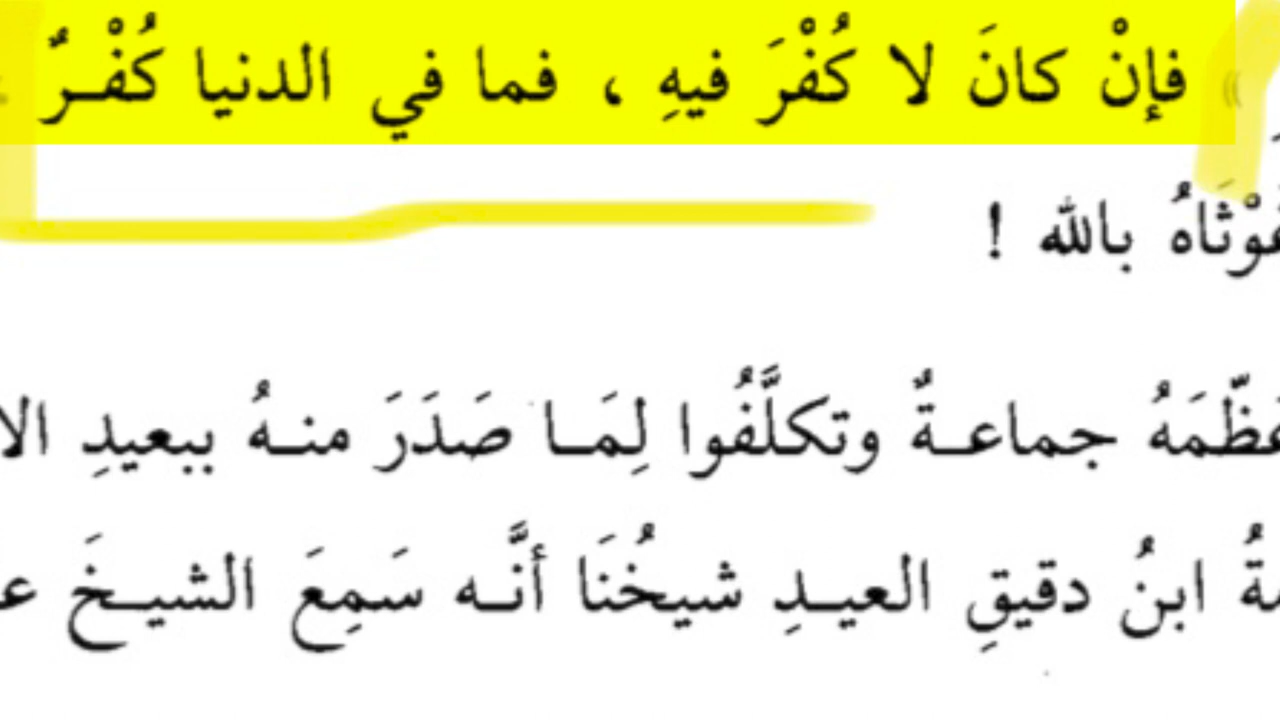 » فإنْ كانَ لا كُفْرَ فيهِ ، فما في الدنيا كُفْرٌ
بالله !
جماعةٌ وتكلَّفُوا لِمَا صَدَرَ منهُ ببعيدِ
ابنُ دقيقِ العيدِ شيخُنَا أنَّه سَمِعَ الشيخَ